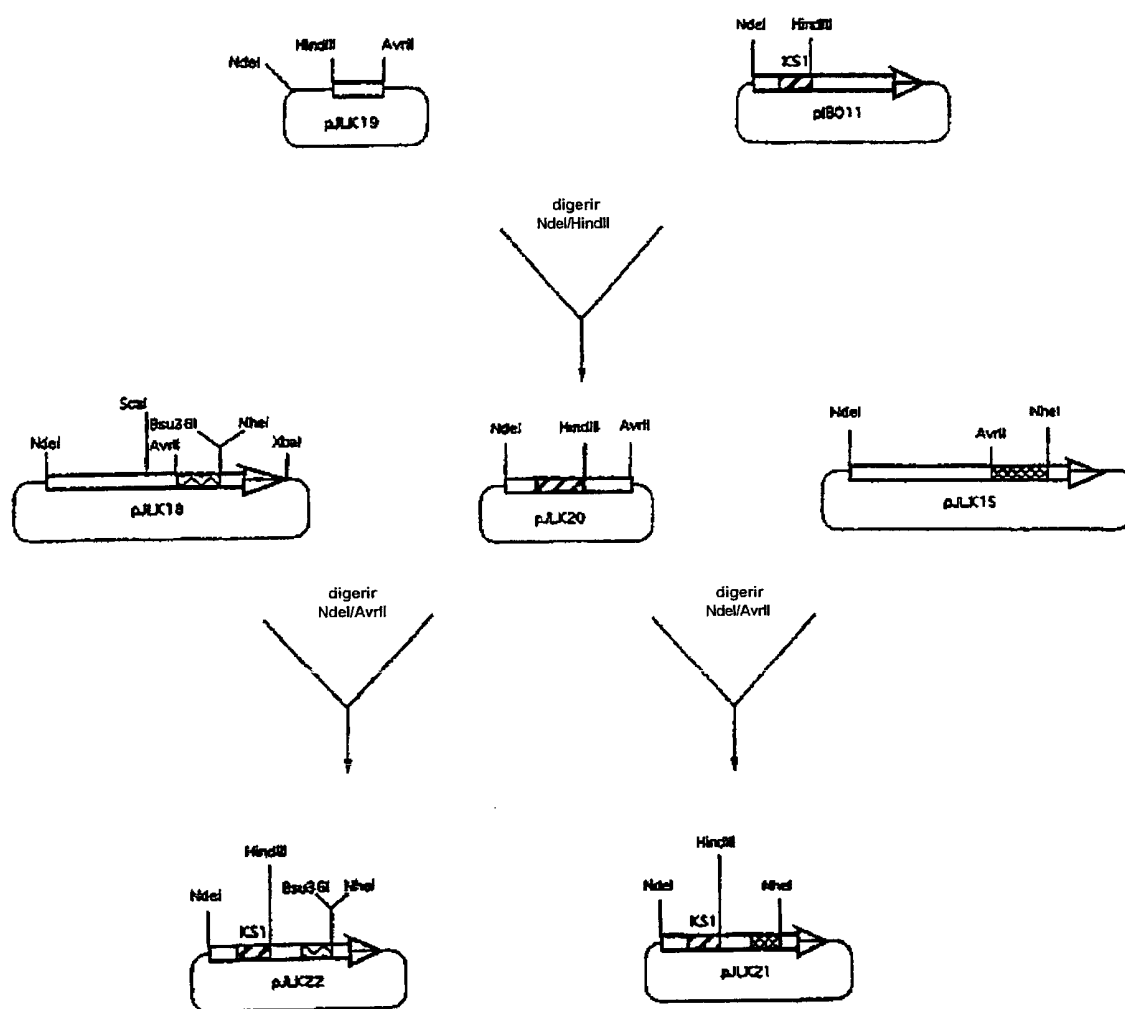 NdeI
HindIII
AvrII
pJLK19
NdeI
HindIII
KS1
pIB011
digerir
NdeI/HindII
NdeI
ScaI
Bsu36I
AvrII
NheI
XbaI
pJLK18
NdeI
HindIII
AvrII
pJLK20
NdeI
AvrII
NheI
pJLK15
digerir
NdeI/AvrII
digerir
NdeI/AvrII
NdeI
KS1
HindIII
Bsu36I
NheI
pJLK22
NdeI
KS1
HindIII
NheI
pJLK21